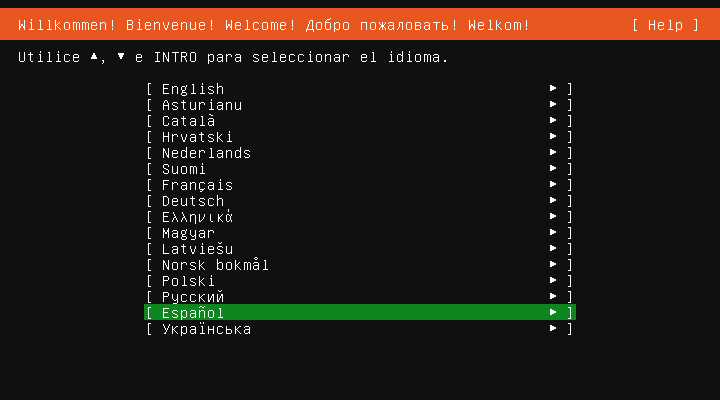 Willkommen! Bienvenue! Welcome! Добро пожаловать! Welkom! [ Help ]
Utilice ▲, ▼ e INTRO para seleccionar el idioma.
[ English ▸ ]
[ Asturianu ▸ ]
[ Català ▸ ]
[ Hrvatski ▸ ]
[ Nederlands ▸ ]
[ Suomi ▸ ]
[ Français ▸ ]
[ Deutsch ▸ ]
[ Ελληνικά ▸ ]
[ Magyar ▸ ]
[ Latviešu ▸ ]
[ Norsk bokmål ▸ ]
[ Polski ▸ ]
[ Русский ▸ ]
[ Español ▸ ]
[ Українська ▸ ]